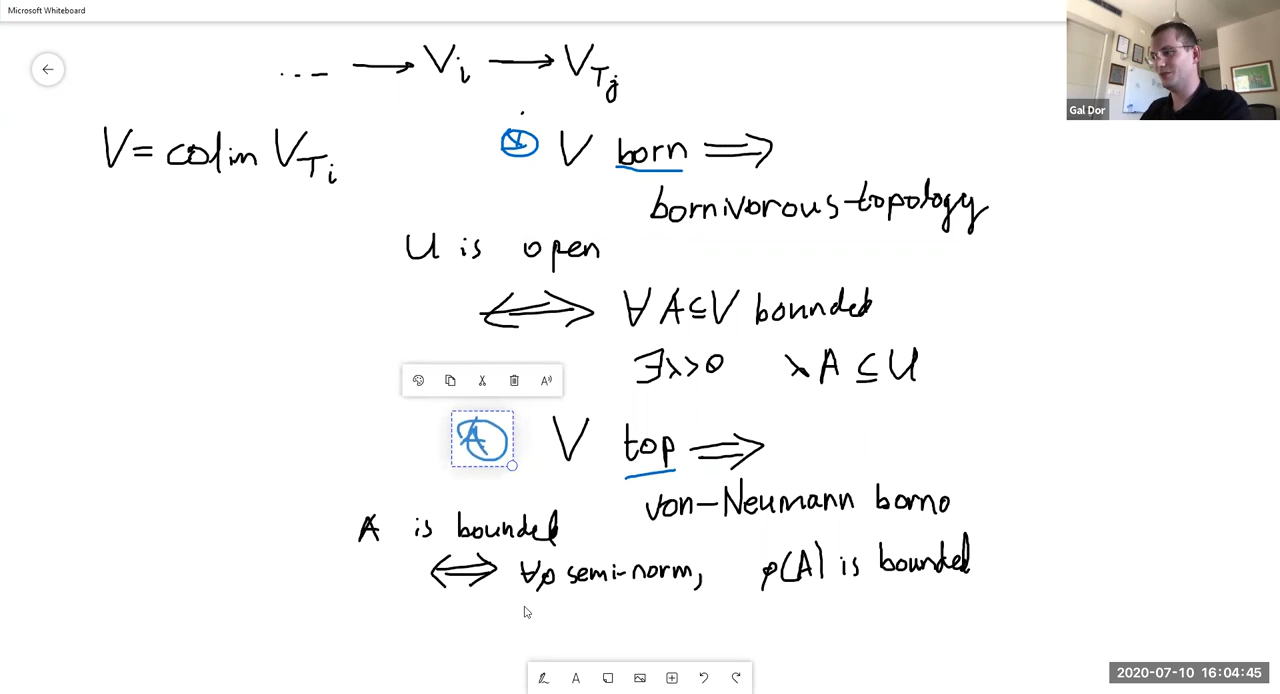 Microsoft Whiteboard
... → V_i → V_{T_j}
Gal Dor
V = colim V_{T_i}
V born ⟹
bornivorous-topology
U is open
⟺ ∀ A ⊆ V bounded
∃λ>0 λA ⊆ U
A V top ⟹
von-Neumann borno
A is bounded
⟺ ∀ρ semi-norm, ρ(A) is bounded
2020-07-10 16:04:45